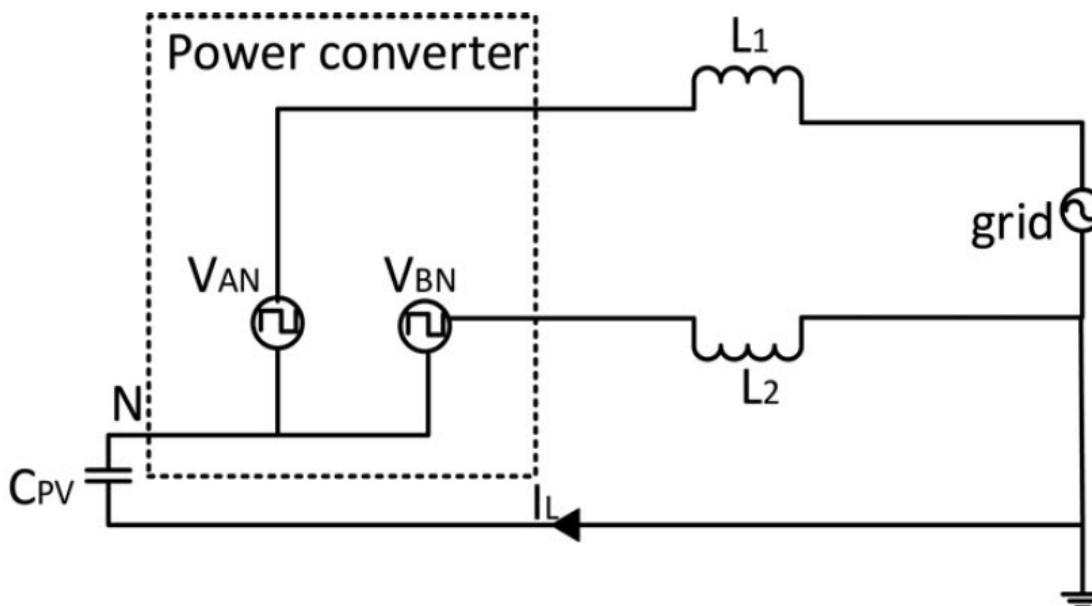 Power converter
L1
grid
VAN
VBN
L2
N
CPV
IL